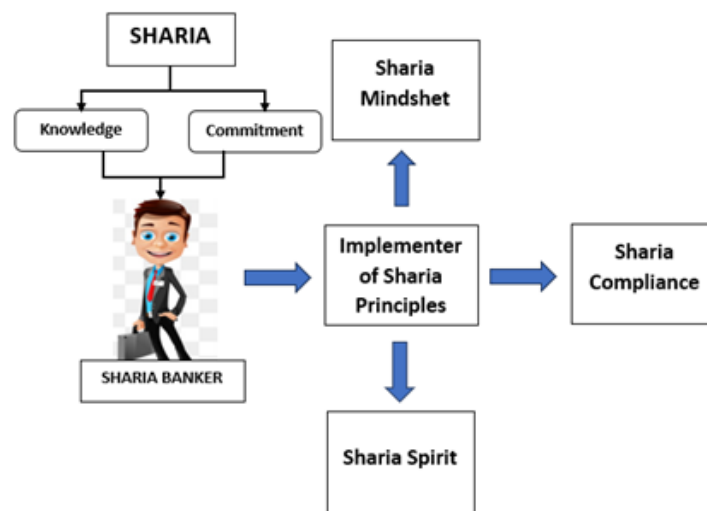 SHARIA
Knowledge
Commitment
SHARIA BANKER
Sharia
Mindshet
Implementer
of Sharia
Principles
Sharia
Compliance
Sharia Spirit